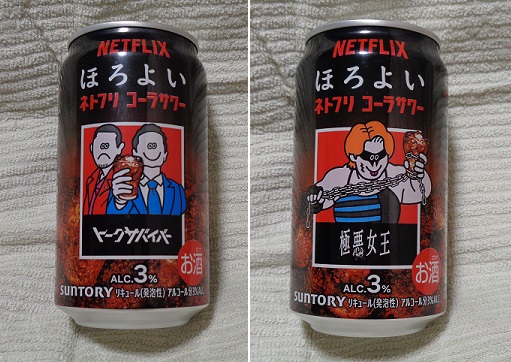 NETFLIX
ほろよい
ネトフリ コーラサワー
トークサバイバー
お酒
ALC.3%
SUNTORY リキュール(発泡性) アルコール分3%
NETFLIX
ほろよい
ネトフリ コーラサワー
極悪女王
お酒
ALC.3%
SUNTORY リキュール(発泡性) アルコール分3%ALC.